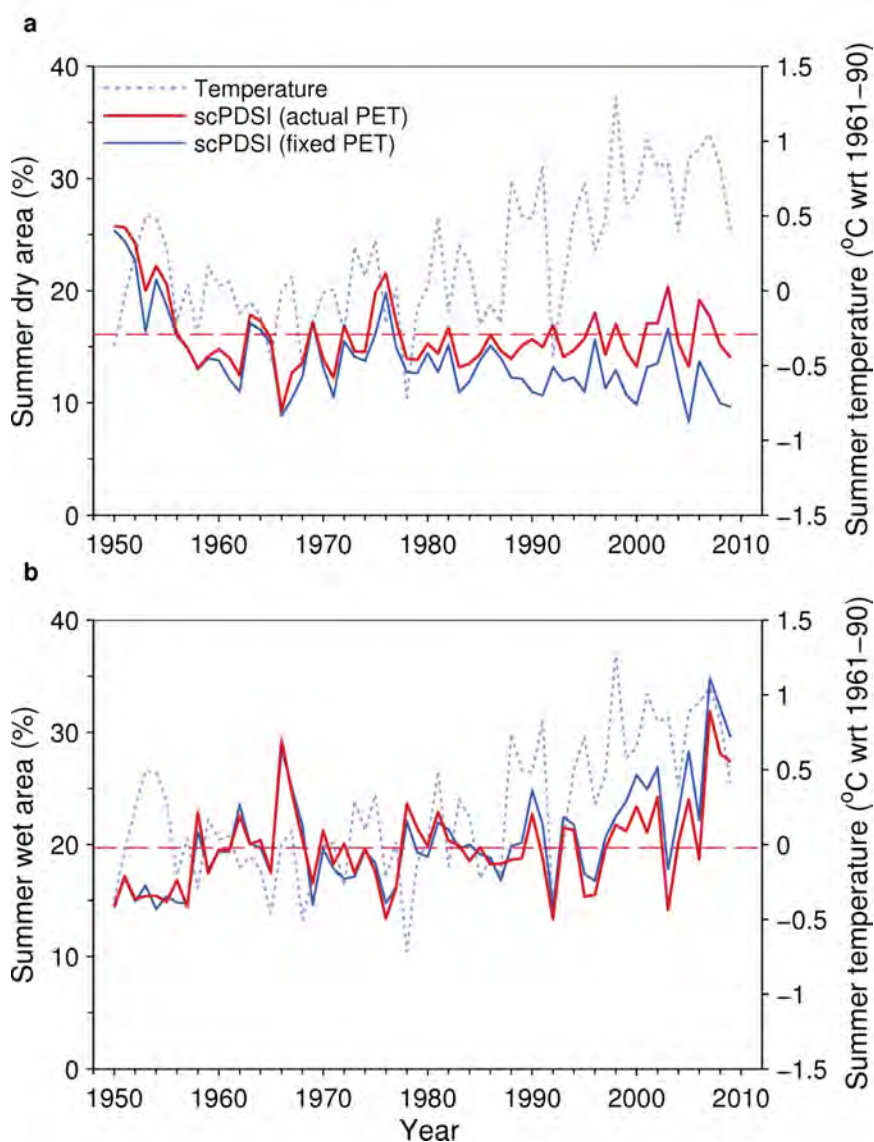 a
40
30
20
10
0
Summer dry area (%)
Temperature
scPDSI (actual PET)
scPDSI (fixed PET)
1.5
1
0.5
0
−0.5
−1
−1.5
Summer temperature (°C wrt 1961−90)
1950 1960 1970 1980 1990 2000 2010
b
40
30
20
10
0
Summer wet area (%)
1.5
1
0.5
0
−0.5
−1
−1.5
Summer temperature (°C wrt 1961−90)
1950 1960 1970 1980 1990 2000 2010
Year